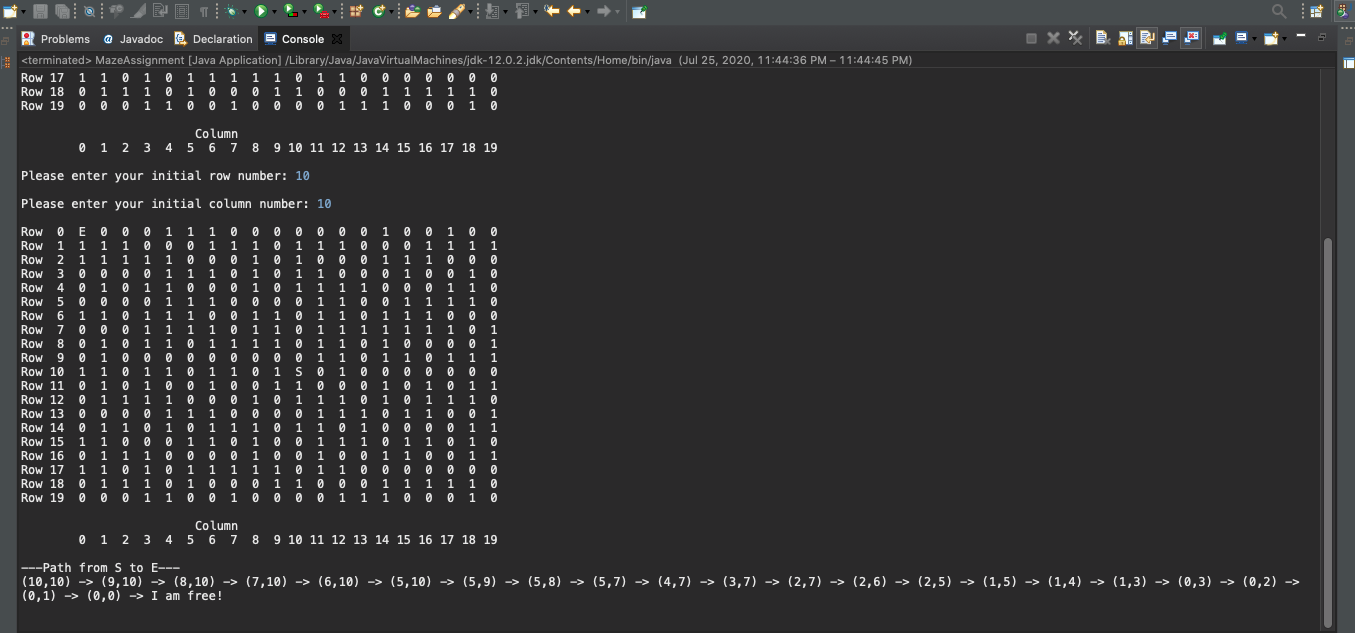 Problems Javadoc Declaration Console
<terminated> MazeAssignment [Java Application] /Library/Java/JavaVirtualMachines/jdk-12.0.2.jdk/Contents/Home/bin/java (Jul 25, 2020, 11:44:36 PM – 11:44:45 PM)
Row 17 1 1 0 1 0 1 1 1 1 1 0 1 1 0 0 0 0 0 0 0
Row 18 0 1 1 1 0 1 0 0 0 1 1 0 0 0 1 1 1 1 1 0
Row 19 0 0 0 1 1 0 0 1 0 0 0 0 1 1 1 0 0 0 1 0
Column
0 1 2 3 4 5 6 7 8 9 10 11 12 13 14 15 16 17 18 19
Please enter your initial row number: 10
Please enter your initial column number: 10
Row 0 E 0 0 0 1 1 1 0 0 0 0 0 0 0 1 0 0 1 0 0
Row 1 1 1 1 0 0 0 1 1 1 0 1 1 1 0 0 0 1 1 1 1
Row 2 1 1 1 1 1 0 0 0 1 0 1 0 0 0 1 1 1 0 0 0
Row 3 0 0 0 0 1 1 1 0 1 0 1 1 0 0 0 1 0 0 1 0
Row 4 0 1 0 1 1 0 0 0 1 1 0 1 1 1 1 0 0 0 1 0
Row 5 0 0 0 0 1 1 1 0 0 0 0 1 1 0 0 1 1 1 1 0
Row 6 1 1 0 1 1 1 1 0 1 1 0 1 1 0 1 1 1 0 0 0
Row 7 0 0 0 1 1 1 0 1 1 1 0 1 1 1 1 1 1 1 0 1
Row 8 0 1 0 1 0 0 1 1 1 1 0 1 1 0 1 0 0 0 0 1
Row 9 0 1 0 0 0 0 0 0 0 0 0 1 1 0 1 1 0 1 1 1
Row 10 1 1 0 1 1 0 1 1 0 1 S 0 1 0 0 0 0 0 0 0
Row 11 0 1 0 1 0 0 1 0 0 1 1 0 0 0 1 0 1 0 1 1
Row 12 0 1 1 1 1 0 0 0 1 0 1 1 1 0 1 0 1 1 1 0
Row 13 0 0 0 0 1 1 1 0 0 0 0 1 1 1 0 1 1 0 0 1
Row 14 0 1 0 1 1 0 1 1 0 1 1 0 1 0 0 0 0 0 1 1
Row 15 1 1 0 0 0 1 1 0 1 0 0 1 1 1 0 1 1 0 1 0
Row 16 0 1 1 1 0 0 0 0 1 0 0 1 0 0 1 1 0 0 1 1
Row 17 1 1 0 1 0 1 1 1 1 1 0 1 1 0 0 0 0 0 0 0
Row 18 0 1 1 1 0 1 0 0 0 1 1 0 0 0 1 1 1 1 1 0
Row 19 0 0 0 1 1 0 0 1 0 0 0 0 1 1 1 0 0 0 1 0
Column
0 1 2 3 4 5 6 7 8 9 10 11 12 13 14 15 16 17 18 19
---Path from S to E---
(10,10) -> (9,10) -> (8,10) -> (7,10) -> (6,10) -> (5,10) -> (5,9) -> (5,8) -> (5,7) -> (4,7) -> (3,7) -> (2,7) -> (2,6) -> (2,5) -> (1,5) -> (1,4) -> (1,3) -> (0,3) -> (0,2) ->
(0,1) -> (0,0) -> I am free!